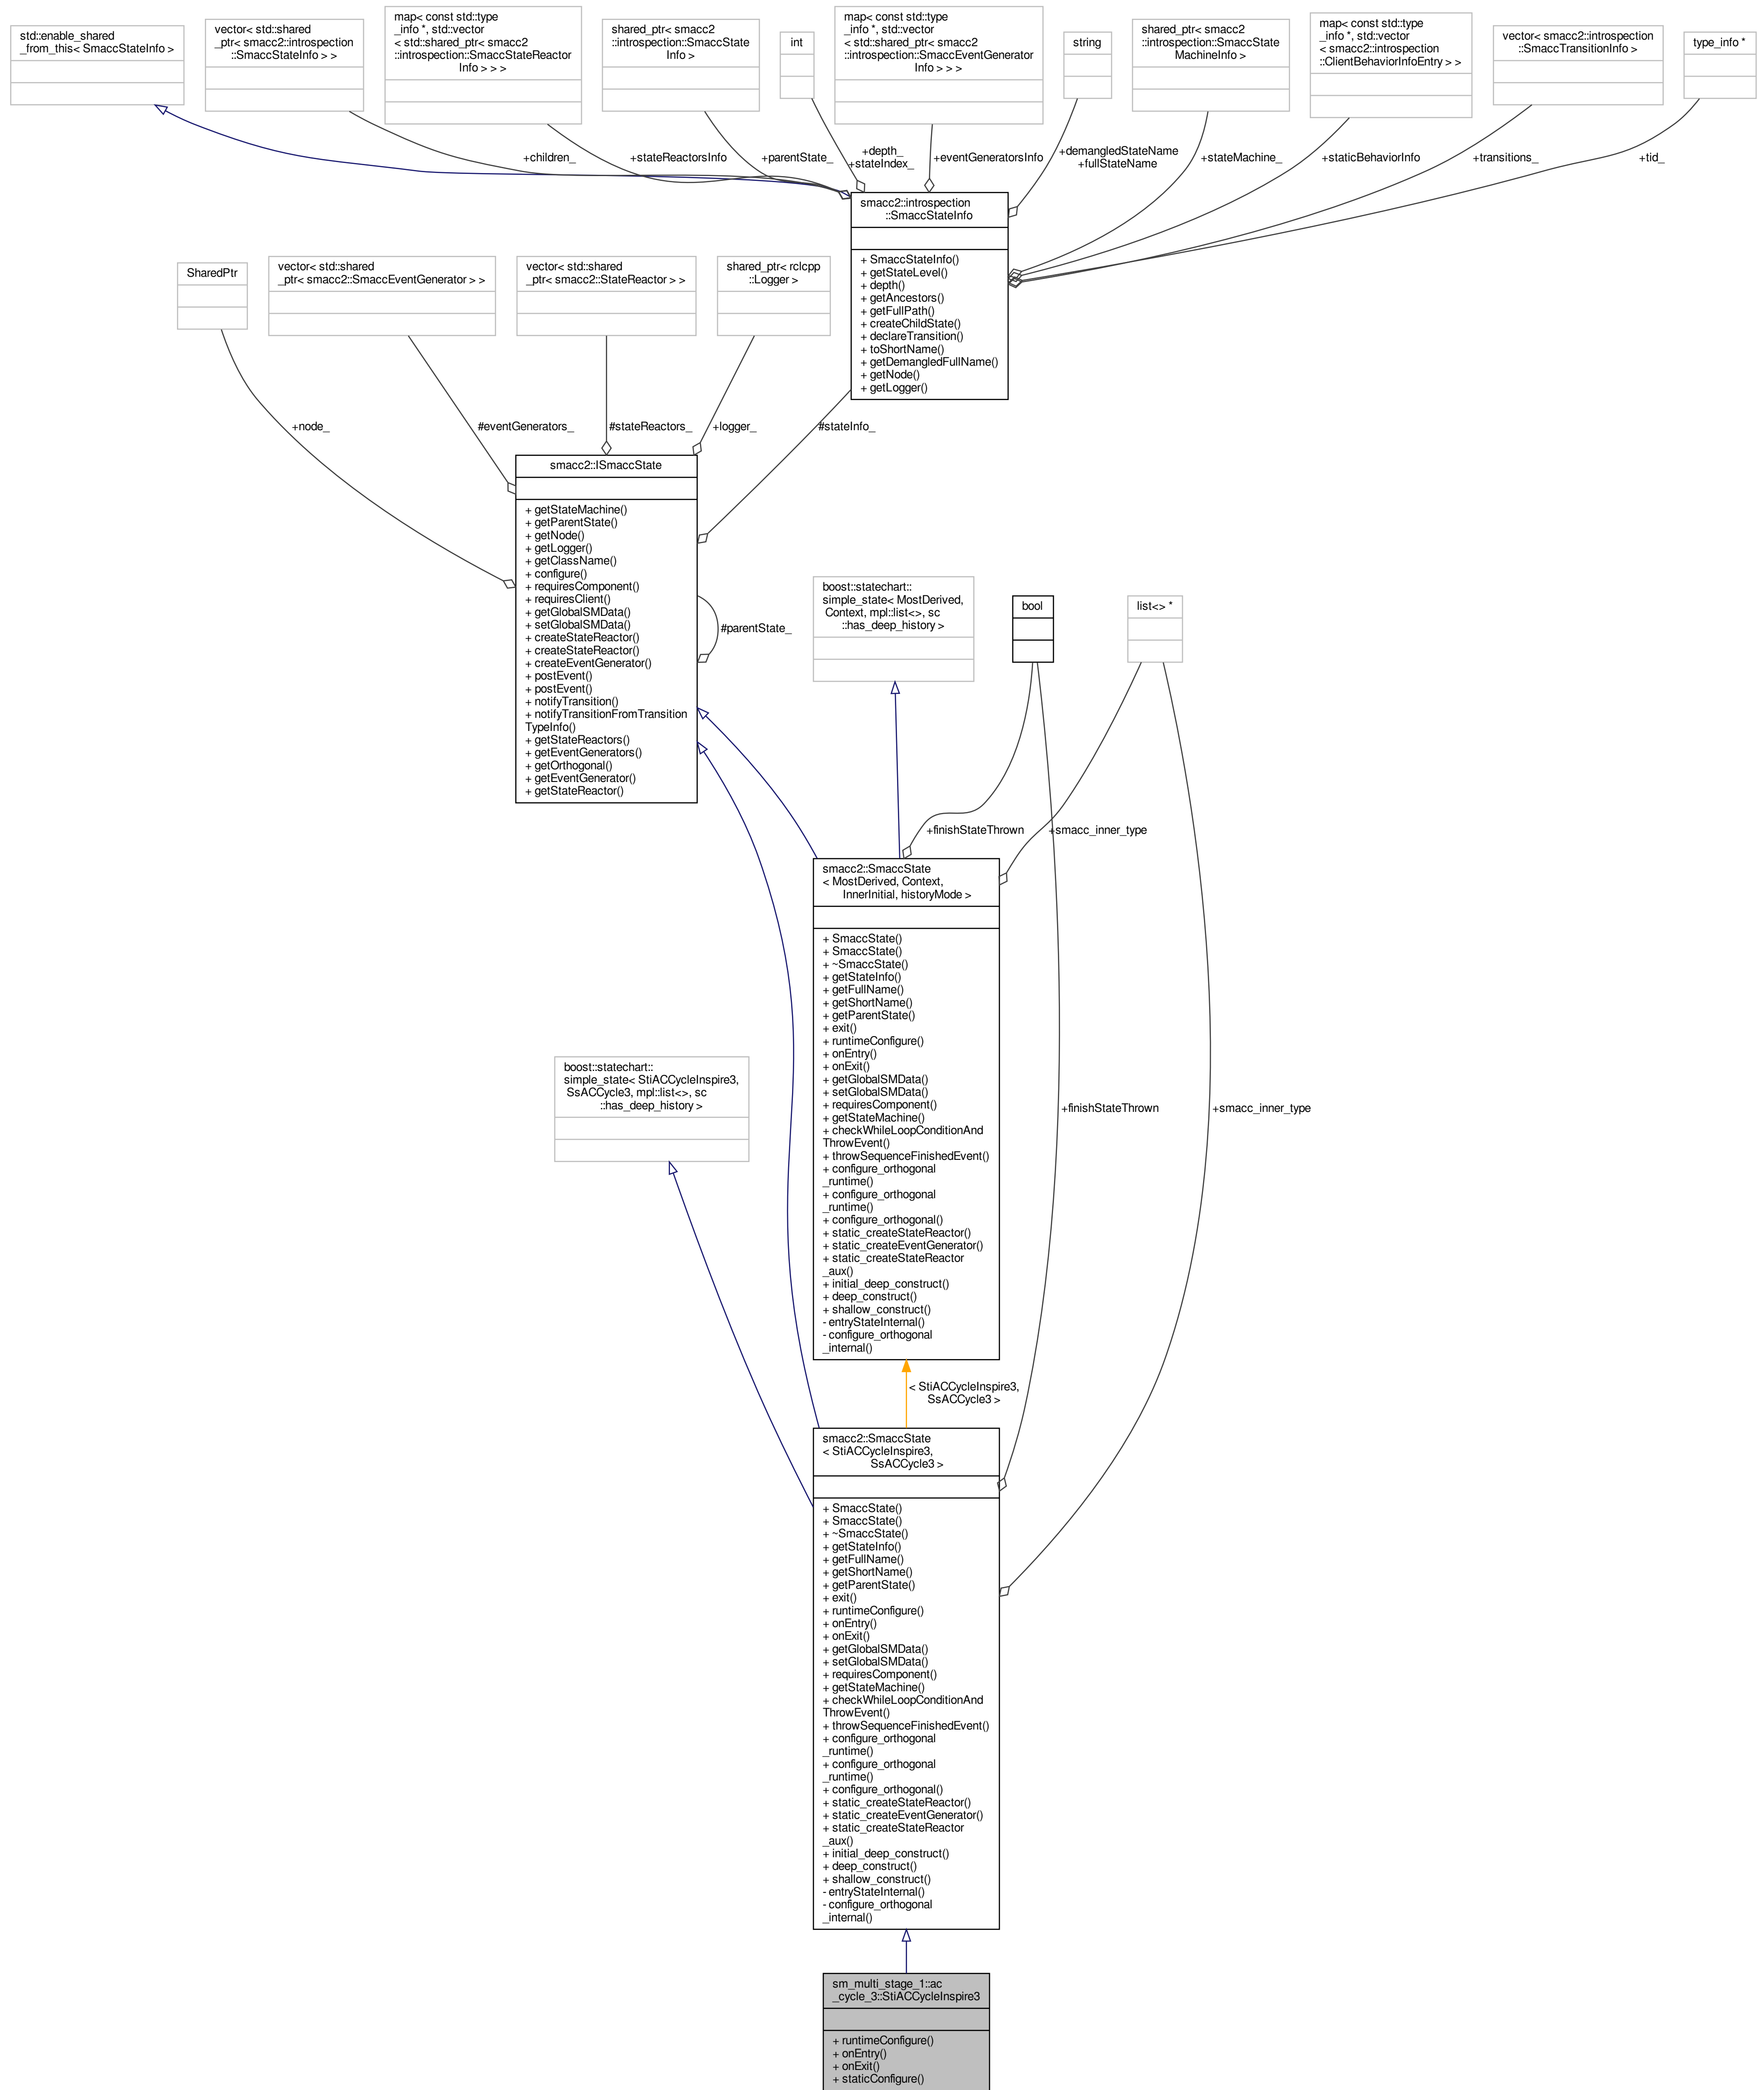 std::enable_shared
_from_this< SmaccStateInfo >
vector< std::shared
_ptr< smacc2::introspection
::SmaccStateInfo > >
map< const std::type
_info *, std::vector
< std::shared_ptr< smacc2
::introspection::SmaccStateReactor
Info > > >
shared_ptr< smacc2
::introspection::SmaccState
Info >
int
map< const std::type
_info *, std::vector
< std::shared_ptr< smacc2
::introspection::SmaccEventGenerator
Info > > >
string
shared_ptr< smacc2
::introspection::SmaccState
MachineInfo >
map< const std::type
_info *, std::vector
< smacc2::introspection
::ClientBehaviorInfoEntry > >
vector< smacc2::introspection
::SmaccTransitionInfo >
type_info *
+children_
+stateReactorsInfo
+parentState_
+depth_
+stateIndex_
+eventGeneratorsInfo
+demangledStateName
+fullStateName
+stateMachine_
+staticBehaviorInfo
+transitions_
+tid_
smacc2::introspection
::SmaccStateInfo
+ SmaccStateInfo()
+ getStateLevel()
+ depth()
+ getAncestors()
+ getFullPath()
+ createChildState()
+ declareTransition()
+ toShortName()
+ getDemangledFullName()
+ getNode()
+ getLogger()
SharedPtr
vector< std::shared
_ptr< smacc2::SmaccEventGenerator > >
vector< std::shared
_ptr< smacc2::StateReactor > >
shared_ptr< rclcpp
::Logger >
+node_
#eventGenerators_
#stateReactors_
+logger_
#stateInfo_
smacc2::ISmaccState
+ getStateMachine()
+ getParentState()
+ getNode()
+ getLogger()
+ getClassName()
+ configure()
+ requiresComponent()
+ requiresClient()
+ getGlobalSMData()
+ setGlobalSMData()
+ createStateReactor()
+ createStateReactor()
+ createEventGenerator()
+ postEvent()
+ postEvent()
+ notifyTransition()
+ notifyTransitionFromTransition
TypeInfo()
+ getStateReactors()
+ getEventGenerators()
+ getOrthogonal()
+ getEventGenerator()
+ getStateReactor()
#parentState_
boost::statechart::
simple_state< MostDerived,
Context, mpl::list<>, sc
::has_deep_history >
bool
list<> *
+finishStateThrown
+smacc_inner_type
smacc2::SmaccState
< MostDerived, Context,
InnerInitial, historyMode >
+ SmaccState()
+ SmaccState()
+ ~SmaccState()
+ getStateInfo()
+ getFullName()
+ getShortName()
+ getParentState()
+ exit()
+ runtimeConfigure()
+ onEntry()
+ onExit()
+ getGlobalSMData()
+ setGlobalSMData()
+ requiresComponent()
+ getStateMachine()
+ checkWhileLoopConditionAnd
ThrowEvent()
+ throwSequenceFinishedEvent()
+ configure_orthogonal
_runtime()
+ configure_orthogonal
_runtime()
+ configure_orthogonal()
+ static_createStateReactor()
+ static_createEventGenerator()
+ static_createStateReactor
_aux()
+ initial_deep_construct()
+ deep_construct()
+ shallow_construct()
- entryStateInternal()
- configure_orthogonal
_internal()
boost::statechart::
simple_state< StiACCycleInspire3,
SsACCycle3, mpl::list<>, sc
::has_deep_history >
+finishStateThrown
+smacc_inner_type
< StiACCycleInspire3,
SsACCycle3 >
smacc2::SmaccState
< StiACCycleInspire3,
SsACCycle3 >
+ SmaccState()
+ SmaccState()
+ ~SmaccState()
+ getStateInfo()
+ getFullName()
+ getShortName()
+ getParentState()
+ exit()
+ runtimeConfigure()
+ onEntry()
+ onExit()
+ getGlobalSMData()
+ setGlobalSMData()
+ requiresComponent()
+ getStateMachine()
+ checkWhileLoopConditionAnd
ThrowEvent()
+ throwSequenceFinishedEvent()
+ configure_orthogonal
_runtime()
+ configure_orthogonal
_runtime()
+ configure_orthogonal()
+ static_createStateReactor()
+ static_createEventGenerator()
+ static_createStateReactor
_aux()
+ initial_deep_construct()
+ deep_construct()
+ shallow_construct()
- entryStateInternal()
- configure_orthogonal
_internal()
sm_multi_stage_1::ac
_cycle_3::StiACCycleInspire3
+ runtimeConfigure()
+ onEntry()
+ onExit()
+ staticConfigure()